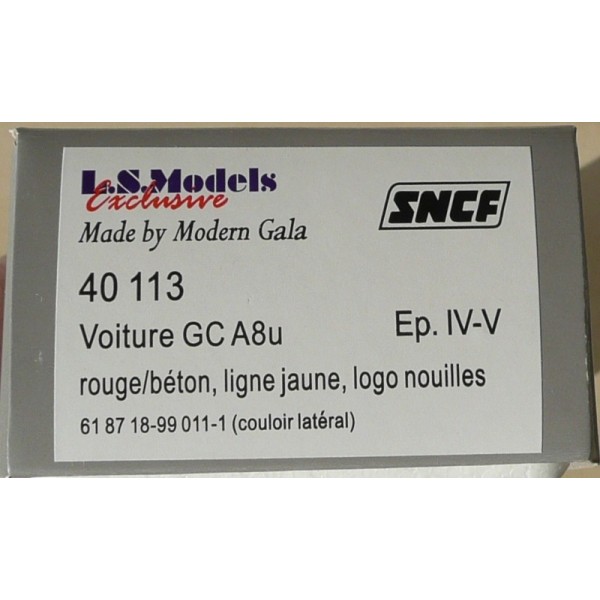 L.S.Models
Exclusive
SNCF
Made by Modern Gala
40 113
Voiture GC A8u
Ep. IV-V
rouge/béton, ligne jaune, logo nouilles
61 87 18-99 011-1 (couloir latéral)